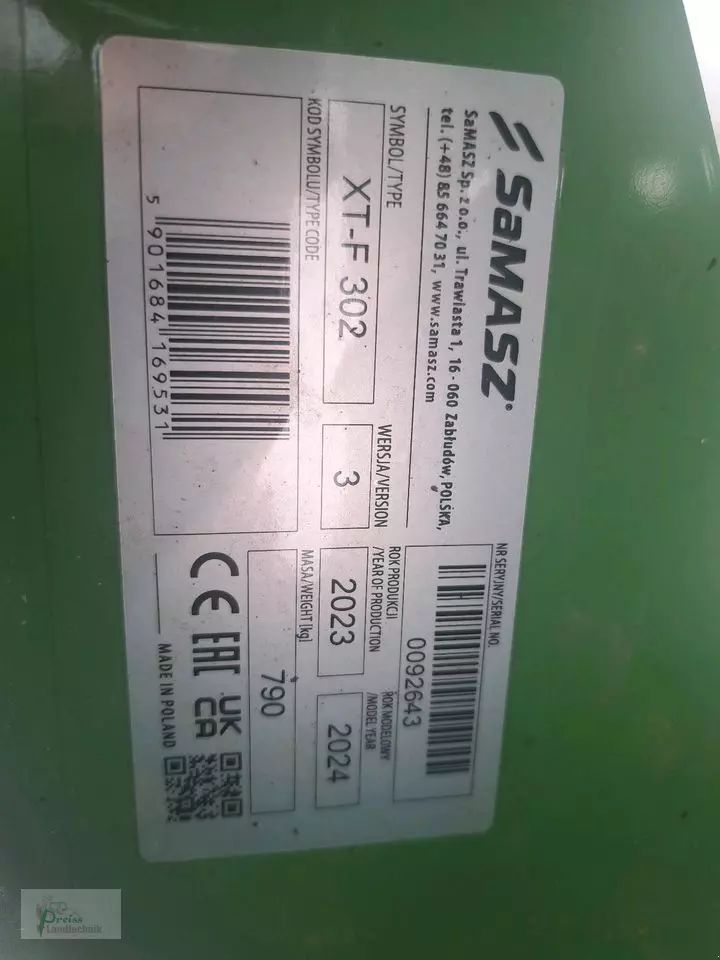 SaMASZ®
SaMASZ Sp. z o.o., ul. Trawiasta 1, 16 - 060 Zabłudów, POLSKA,
tel. (+48) 85 664 70 31, www.samasz.com
NR SERYJNY/SERIAL NO.
0092643
SYMBOL/TYPE
XT-F 302
WERSJA/VERSION
3
ROK PRODUKCJI
/YEAR OF PRODUCTION
2023
ROK MODELOWY
/MODEL YEAR
2024
KOD SYMBOLU/TYPE CODE
5 901684 169531
MASA/WEIGHT [kg]
790
CE EAC UK
CA
MADE IN POLAND
Preiss
Landtechnik